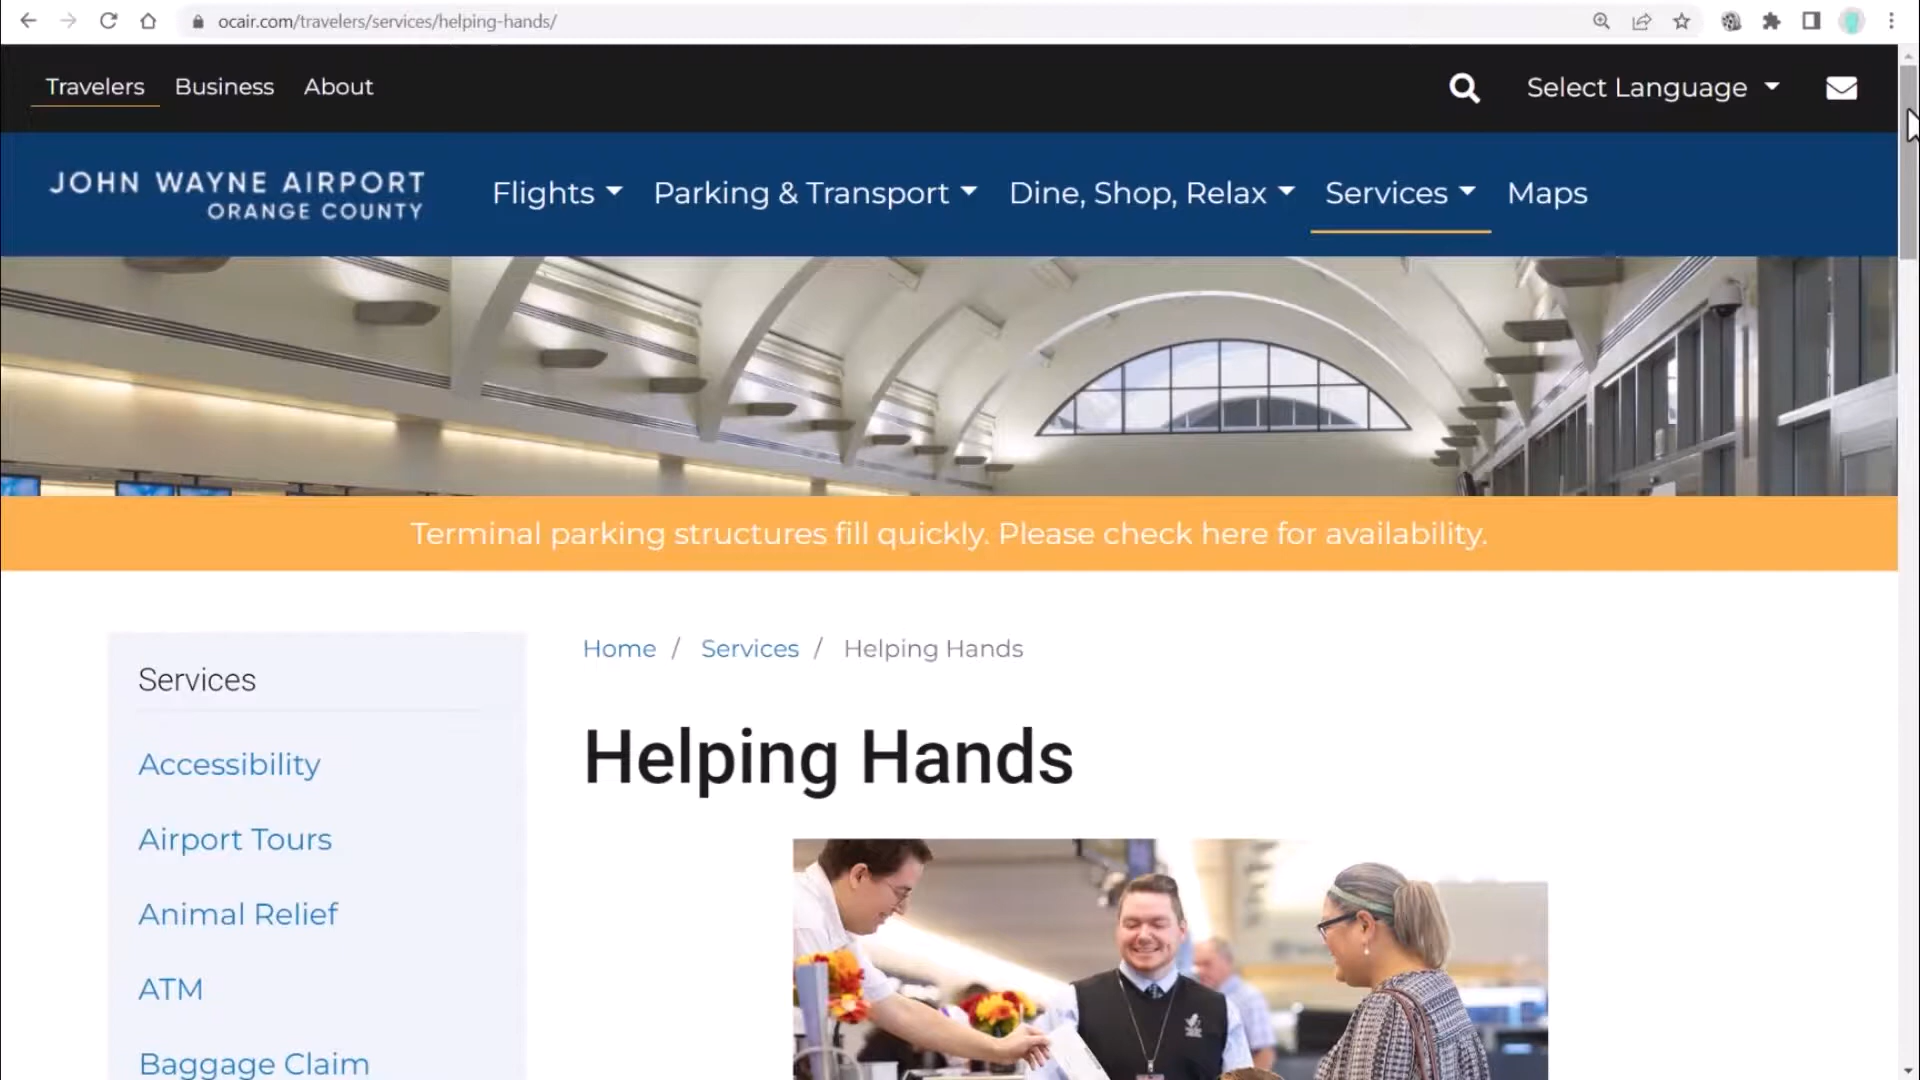 ocair.com/travelers/services/helping-hands/
Travelers Business About
Select Language
JOHN WAYNE AIRPORT
ORANGE COUNTY
Flights Parking & Transport Dine, Shop, Relax Services Maps
Terminal parking structures fill quickly. Please check here for availability.
Home / Services / Helping Hands
Services
Helping Hands
Accessibility
Airport Tours
Animal Relief
ATM
Baggage Claim